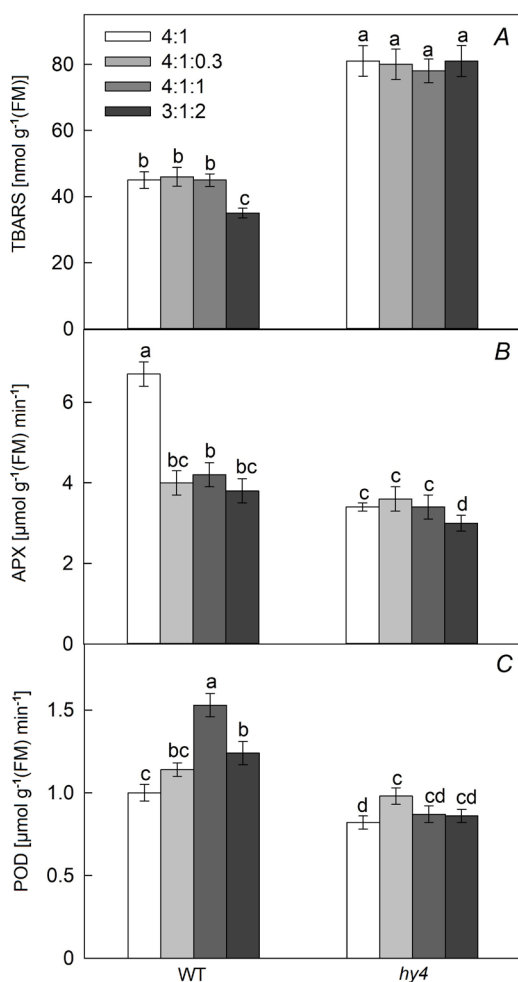 A
4:1
4:1:0.3
4:1:1
3:1:2
TBARS [nmol g⁻¹(FM)]
80
60
40
20
0
b b b c
a a a a
B
APX [µmol g⁻¹(FM) min⁻¹]
6
4
2
0
a bc b bc
c c c d
C
POD [µmol g⁻¹(FM) min⁻¹]
1.5
1.0
0.5
0
c bc a b
d c cd cd
WT hy4